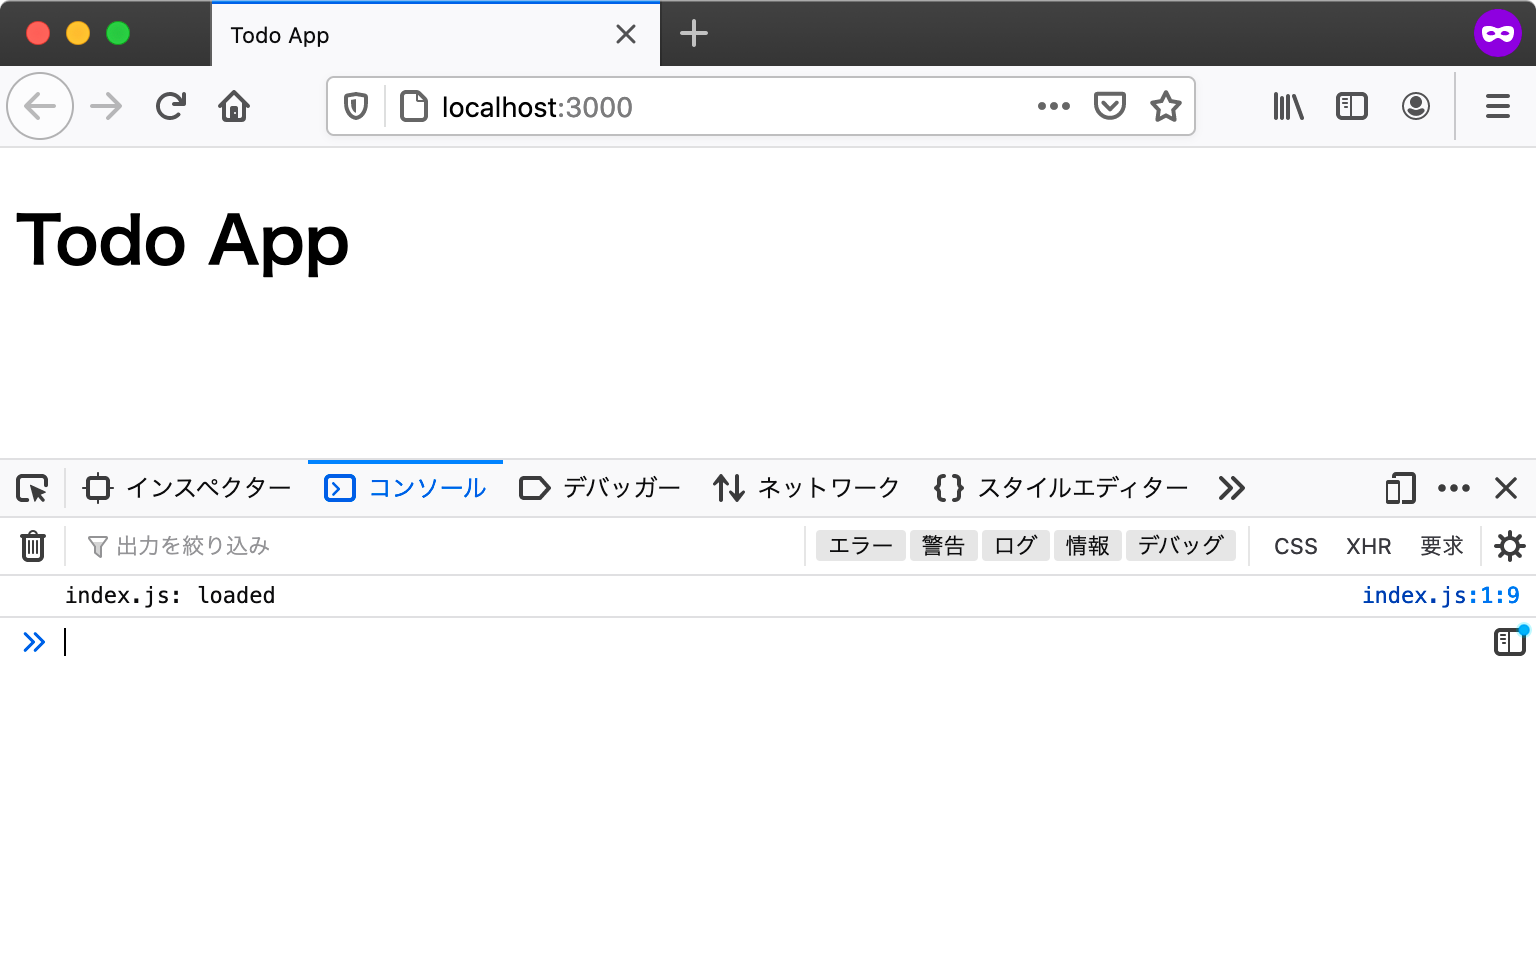 Todo App
localhost:3000
Todo App
インスペクター コンソール デバッガー ネットワーク スタイルエディター
出力を絞り込み エラー 警告 ログ 情報 デバッグ CSS XHR 要求
index.js: loaded index.js:1:9